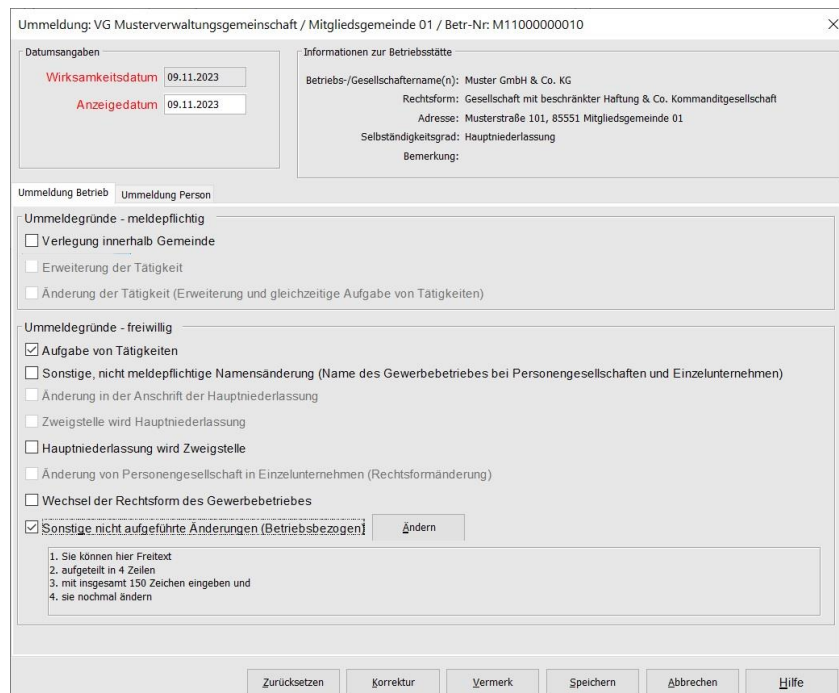 Ummeldung: VG Musterverwaltungsgemeinschaft / Mitgliedsgemeinde 01 / Betr-Nr: M11000000010
Datumsangaben
Wirksamkeitsdatum 09.11.2023
Anzeigedatum 09.11.2023
Informationen zur Betriebsstätte
Betriebs-/Gesellschaftername(n): Muster GmbH & Co. KG
Rechtsform: Gesellschaft mit beschränkter Haftung & Co. Kommanditgesellschaft
Adresse: Musterstraße 101, 85551 Mitgliedsgemeinde 01
Selbständigkeitsgrad: Hauptniederlassung
Bemerkung:
Ummeldung Betrieb Ummeldung Person
Ummeldegründe - meldepflichtig
Verlegung innerhalb Gemeinde
Erweiterung der Tätigkeit
Änderung der Tätigkeit (Erweiterung und gleichzeitige Aufgabe von Tätigkeiten)
Ummeldegründe - freiwillig
Aufgabe von Tätigkeiten
Sonstige, nicht meldepflichtige Namensänderung (Name des Gewerbebetriebes bei Personengesellschaften und Einzelunternehmen)
Änderung in der Anschrift der Hauptniederlassung
Zweigstelle wird Hauptniederlassung
Hauptniederlassung wird Zweigstelle
Änderung von Personengesellschaft in Einzelunternehmen (Rechtsformänderung)
Wechsel der Rechtsform des Gewerbebetriebes
Sonstige nicht aufgeführte Änderungen (Betriebsbezogen) Ändern
1. Sie können hier Freitext
2. aufgeteilt in 4 Zeilen
3. mit insgesamt 150 Zeichen eingeben und
4. sie nochmal ändern
Zurücksetzen Korrektur Vermerk Speichern Abbrechen Hilfe